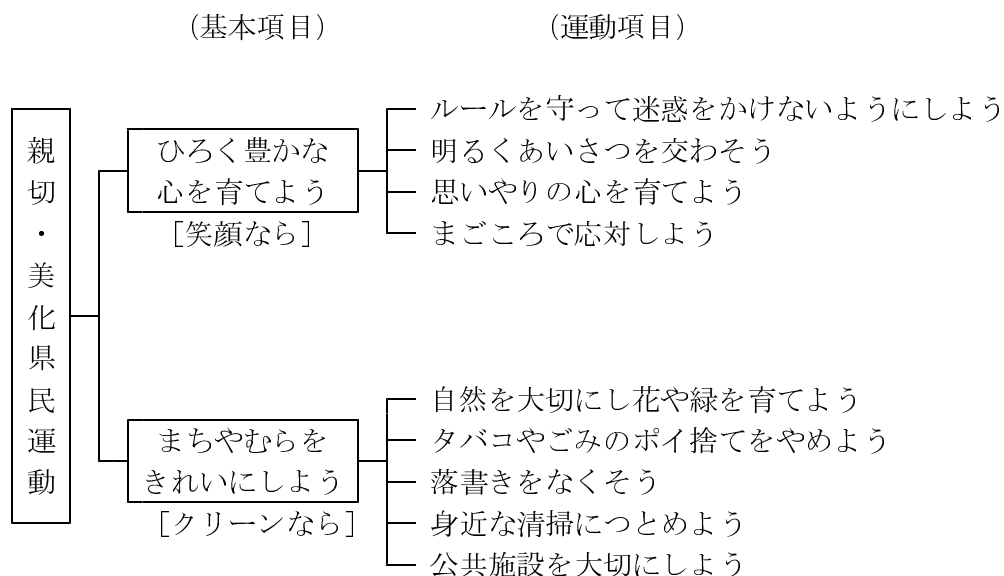 （基本項目）
（運動項目）
親切・美化県民運動
ひろく豊かな
心を育てよう
［笑顔なら］
ルールを守って迷惑をかけないようにしよう
明るくあいさつを交わそう
思いやりの心を育てよう
まごころで応対しよう
まちやむらを
きれいにしよう
［クリーンなら］
自然を大切にし花や緑を育てよう
タバコやごみのポイ捨てをやめよう
落書きをなくそう
身近な清掃につとめよう
公共施設を大切にしよう